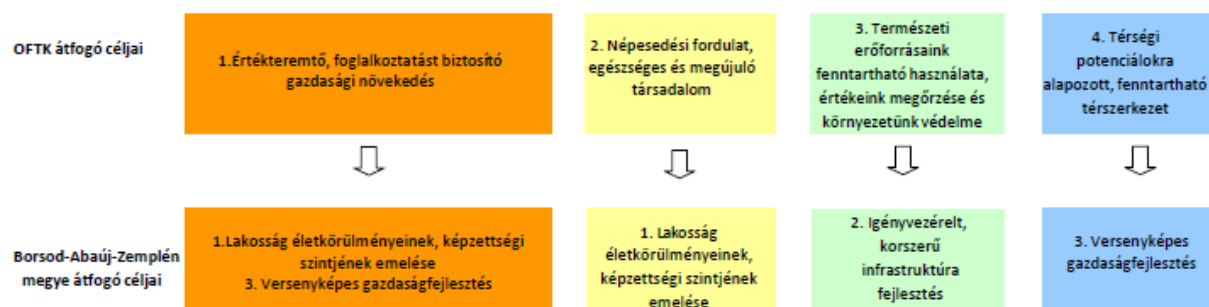 OFTK átfogó céljai
1.Értékteremtő, foglalkoztatást biztosító
gazdasági növekedés
2. Népesedési fordulat,
egészséges és megújuló
társadalom
3. Természeti
erőforrásaink
fenntartható használata,
értékeink megőrzése és
környezetünk védelme
4. Térségi
potenciálokra
alapozott, fenntartható
térszerkezet
Borsod-Abaúj-Zemplén
megye átfogó céljai
1.Lakosság életkörülményeinek, képzettségi
szintjének emelése
3. Versenyképes gazdaságfejlesztés
1. Lakosság
életkörülményeinek,
képzettségi szintjének
emelése
2. Igényvezérelt,
korszerű
infrastruktúra
fejlesztés
3. Versenyképes
gazdaságfejlesztés